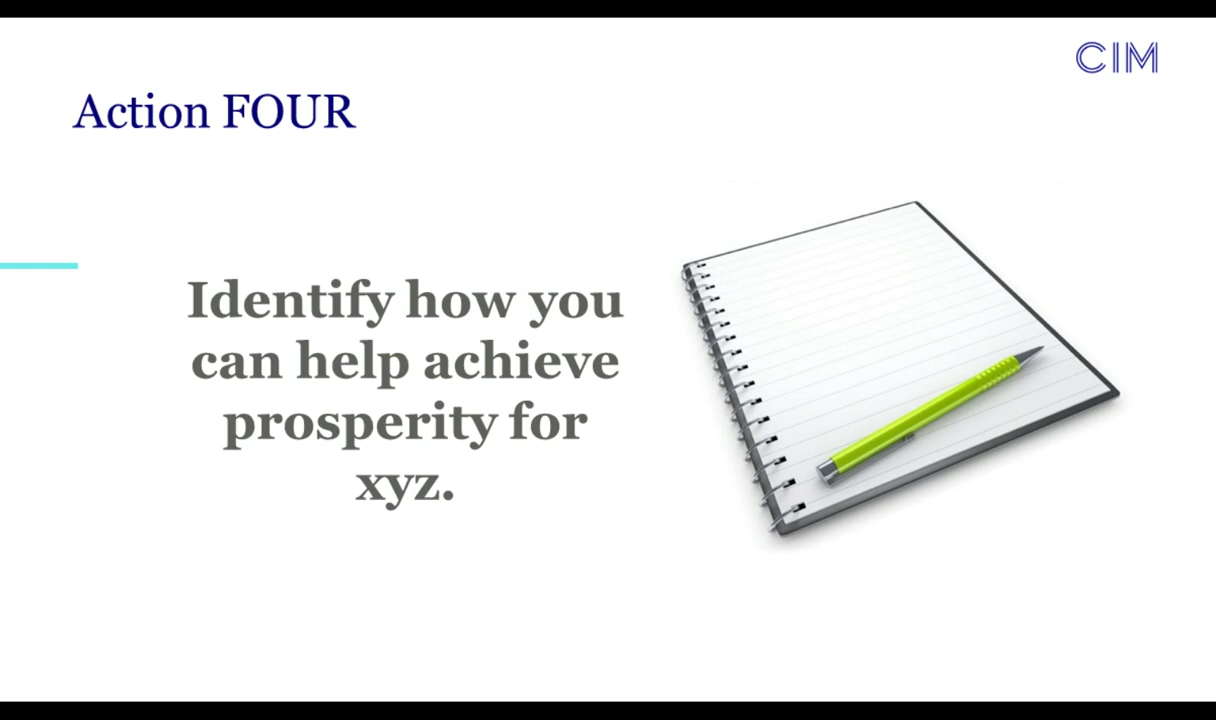 CIM
Action FOUR
Identify how you
can help achieve
prosperity for
xyz.